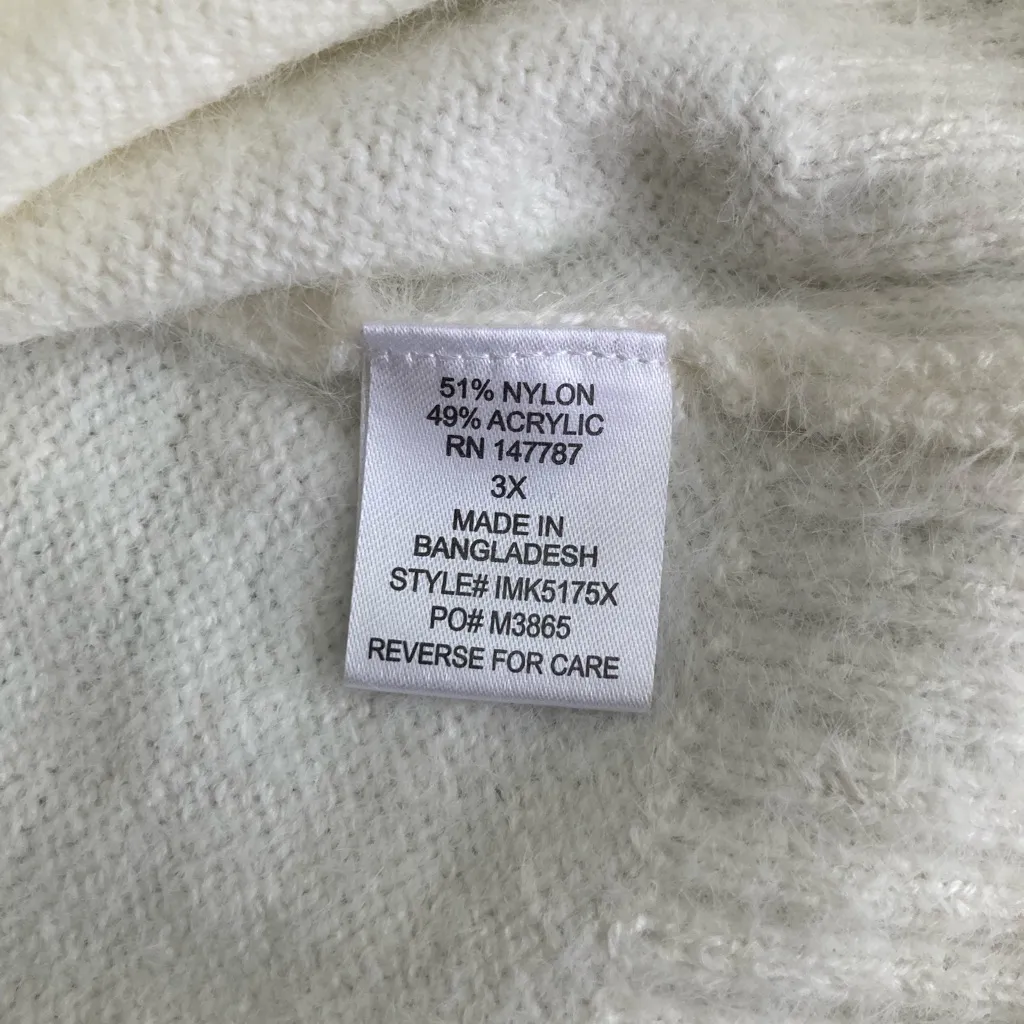 51% NYLON
49% ACRYLIC
RN 147787
3X
MADE IN
BANGLADESH
STYLE# IMK5175X
PO# M3865
REVERSE FOR CARE